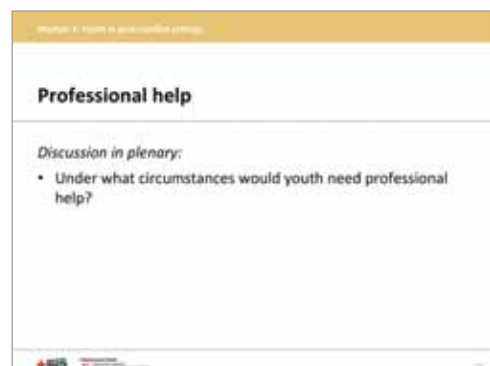 Professional help
Discussion in plenary:
• Under what circumstances would youth need professional
help?